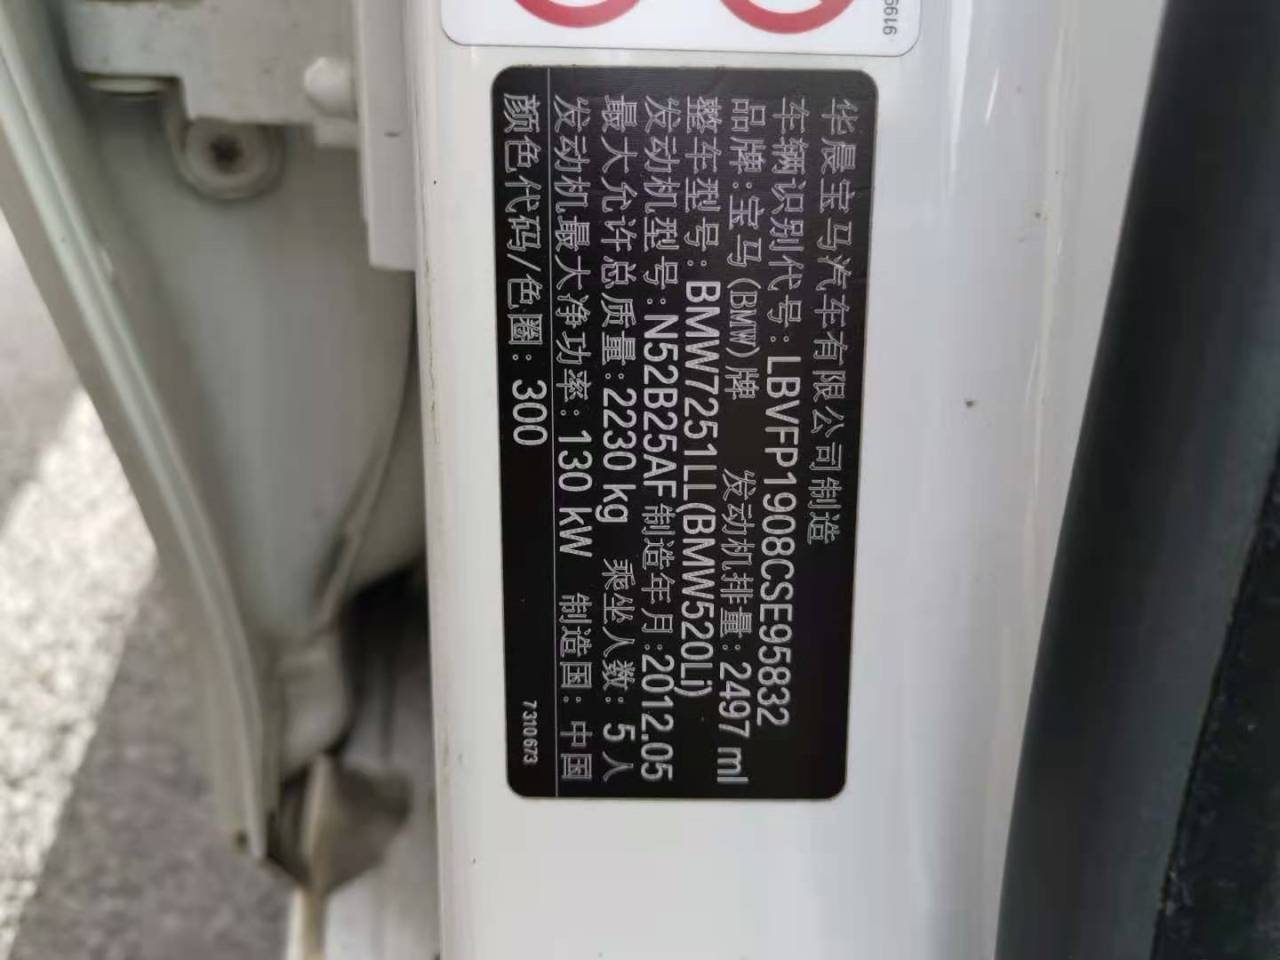 9199
华晨宝马汽车有限公司制造
车辆识别代号:LBVFP1908CSE95832
品牌:宝马(BMW)牌 发动机排量:2497 ml
整车型号:BMW7251LL(BMW520Li)
发动机型号:N52B25AF 制造年月:2012.05
最大允许总质量:2230 kg 乘坐人数:5人
发动机最大净功率:130 kW 制造国:中国
颜色代码/色圈:300 7310673